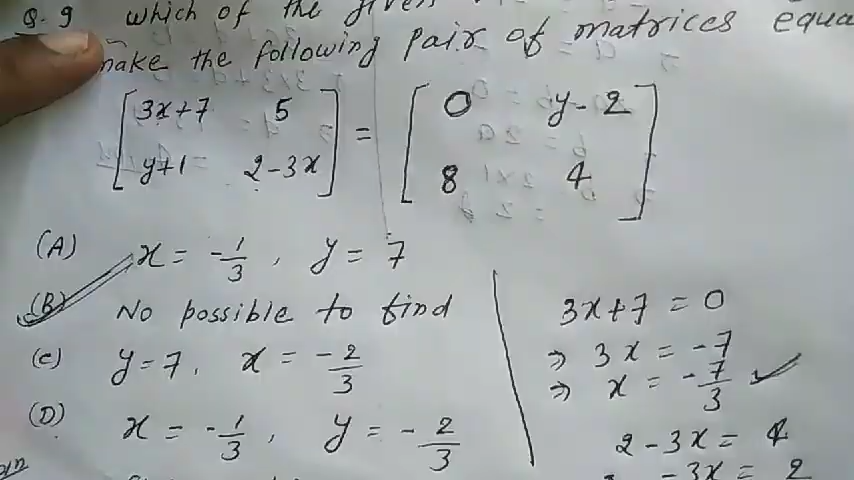 Q. 9 which of the given
make the following pair of matrices equa
[ 3x+7 5 ] = [ 0 y-2 ]
[ y+1 2-3x ] [ 8 4 ]
(A) x = -1/3 , y = 7
(B) No possible to find
(C) y=7, x = -2/3
(D) x = -1/3 , y = -2/3
3x+7 = 0
⇒ 3x = -7
⇒ x = -7/3 ✓
2-3x = 4
-3x = 2